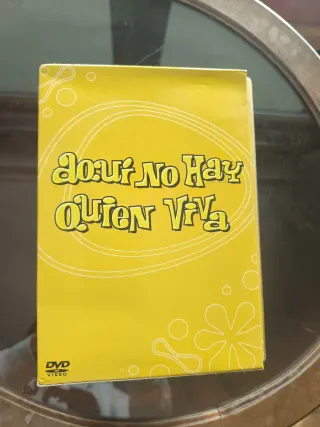 aquí no Hay
Quien Viva
DVD
VIDEO